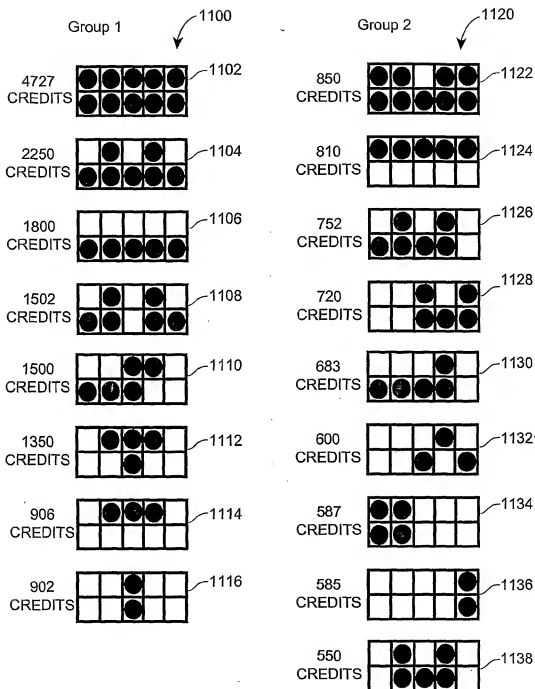 Group 1
1100
4727
CREDITS
1102
2250
CREDITS
1104
1800
CREDITS
1106
1502
CREDITS
1108
1500
CREDITS
1110
1350
CREDITS
1112
906
CREDITS
1114
902
CREDITS
1116
Group 2
1120
850
CREDITS
1122
810
CREDITS
1124
752
CREDITS
1126
720
CREDITS
1128
683
CREDITS
1130
600
CREDITS
1132
587
CREDITS
1134
585
CREDITS
1136
550
CREDITS
1138